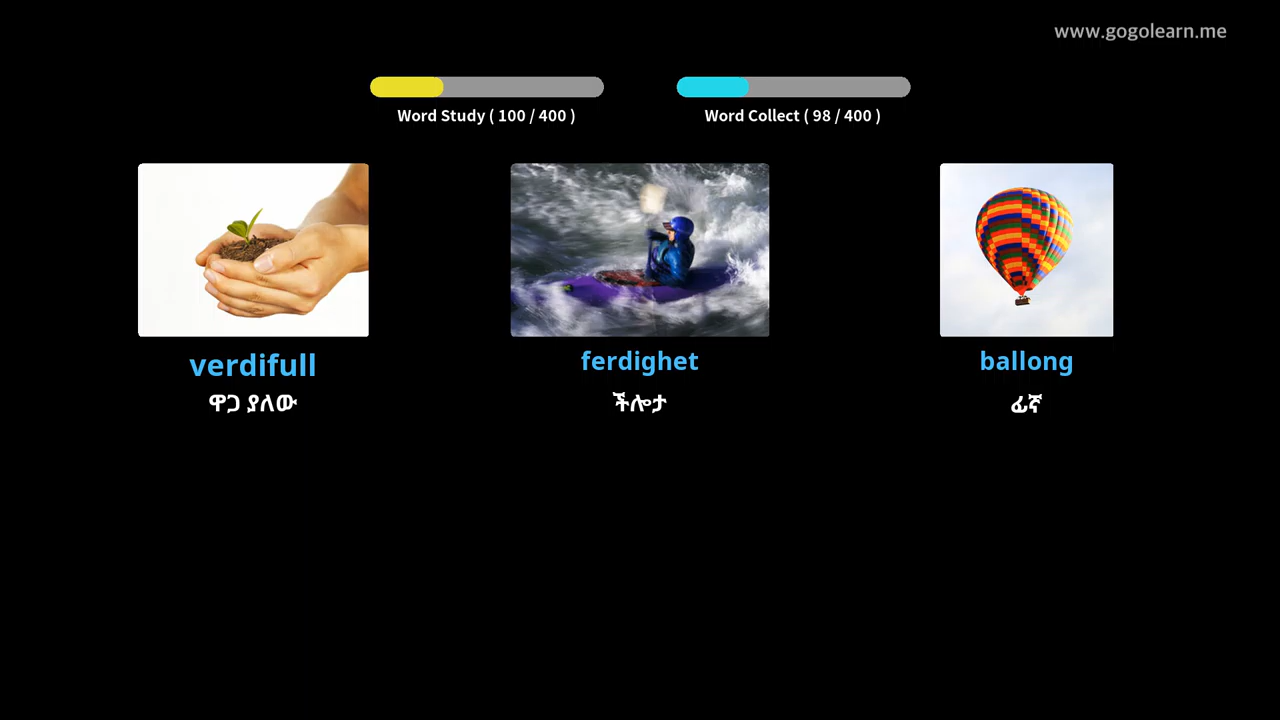 www.gogolearn.me
Word Study ( 100 / 400 )
Word Collect ( 98 / 400 )
verdifull
ዋጋ ያለው
ferdighet
ችሎታ
ballong
ፊኛ